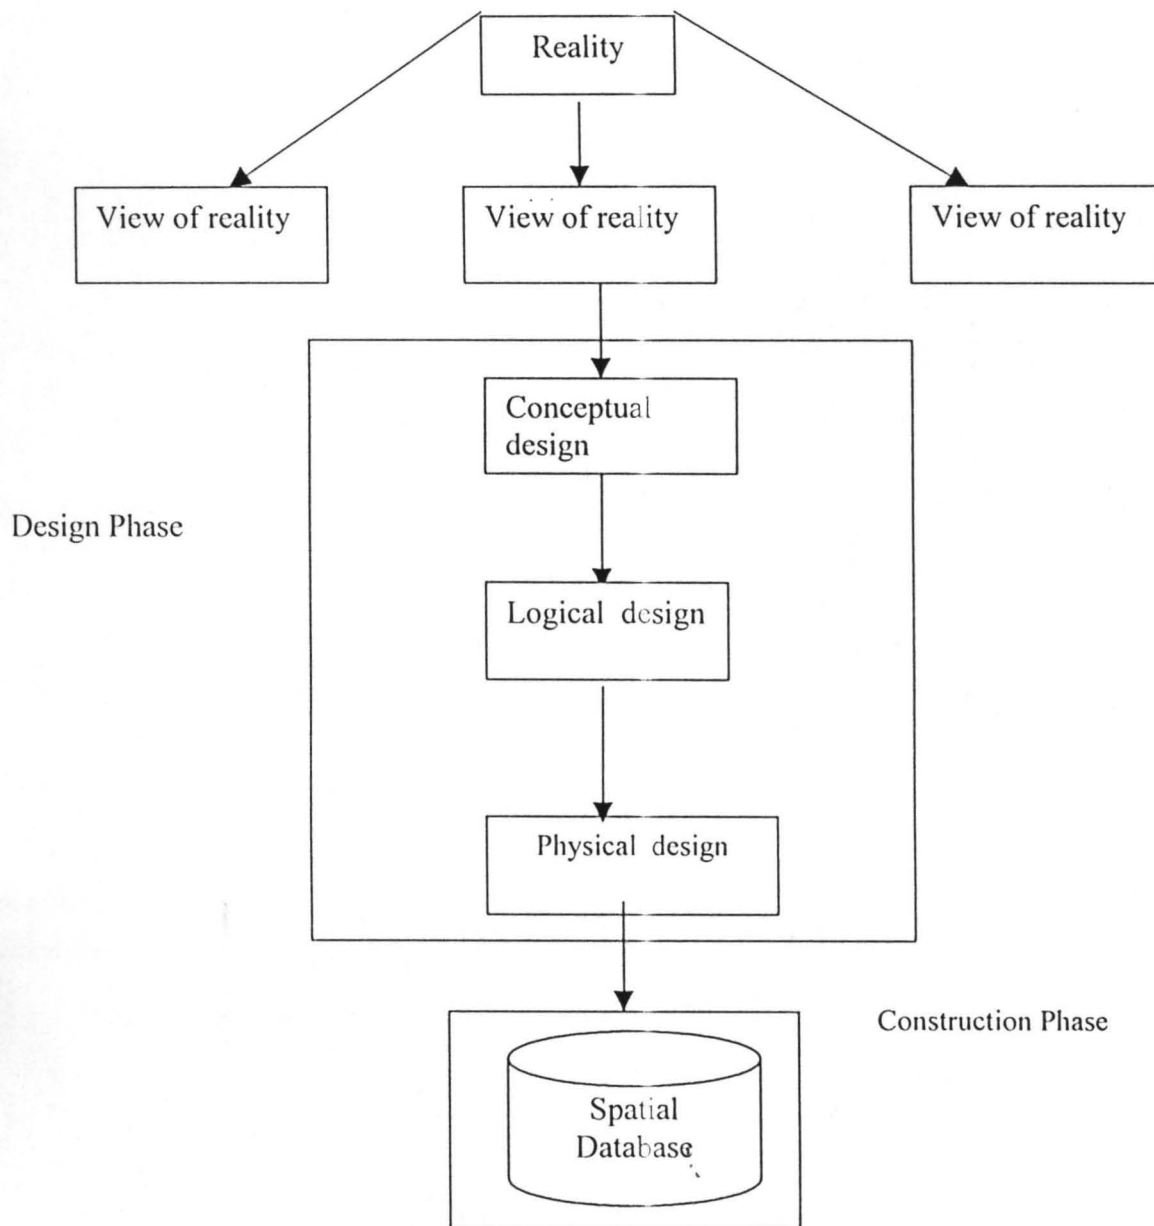 Reality
View of reality
View of reality
View of reality
Conceptual
design
Design Phase
Logical design
Physical design
Construction Phase
Spatial
Database